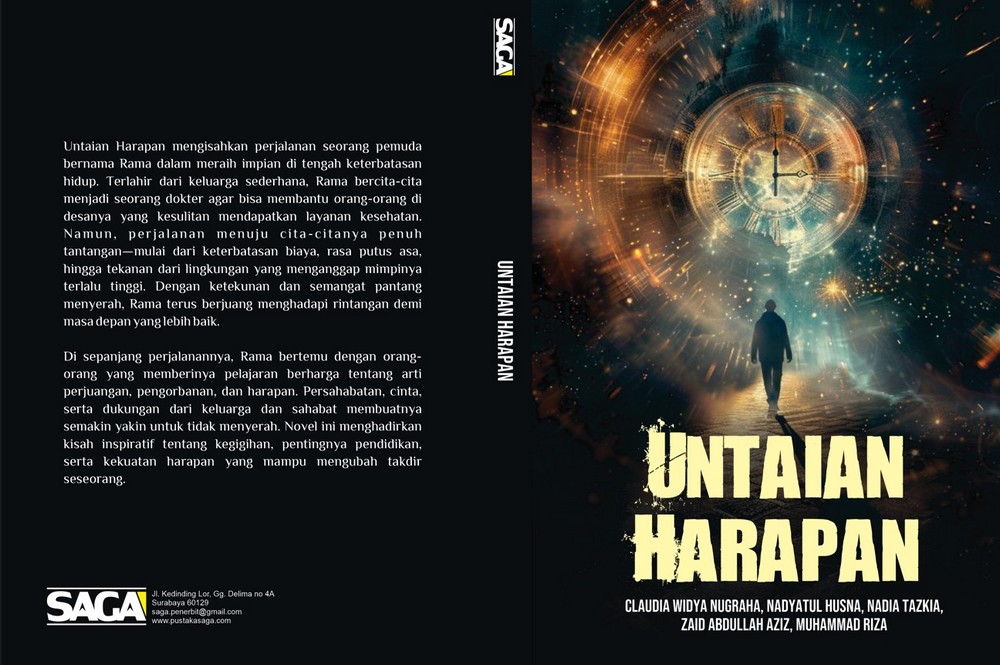 Untaian Harapan mengisahkan perjalanan seorang pemuda
bernama Rama dalam meraih impian di tengah keterbatasan
hidup. Terlahir dari keluarga sederhana, Rama bercita-cita
menjadi seorang dokter agar bisa membantu orang-orang di
desanya yang kesulitan mendapatkan layanan kesehatan.
Namun, perjalanan menuju cita-citanya penuh
tantangan—mulai dari keterbatasan biaya, rasa putus asa,
hingga tekanan dari lingkungan yang menganggap mimpinya
terlalu tinggi. Dengan ketekunan dan semangat pantang
menyerah, Rama terus berjuang menghadapi rintangan demi
masa depan yang lebih baik.
Di sepanjang perjalanannya, Rama bertemu dengan orang-
orang yang memberinya pelajaran berharga tentang arti
perjuangan, pengorbanan, dan harapan. Persahabatan, cinta,
serta dukungan dari keluarga dan sahabat membuatnya
semakin yakin untuk tidak menyerah. Novel ini menghadirkan
kisah inspiratif tentang kegigihan, pentingnya pendidikan,
serta kekuatan harapan yang mampu mengubah takdir
seseorang.
SAGA
Jl. Kedinding Lor, Gg. Delima no 4A
Surabaya 60129
saga.penerbit@gmail.com
www.pustakasaga.com
SAGA
UNTAIAN HARAPAN
UNTAIAN
HARAPAN
CLAUDIA WIDYA NUGRAHA, NADYATUL HUSNA, NADIA TAZKIA,
ZAID ABDULLAH AZIZ, MUHAMMAD RIZA